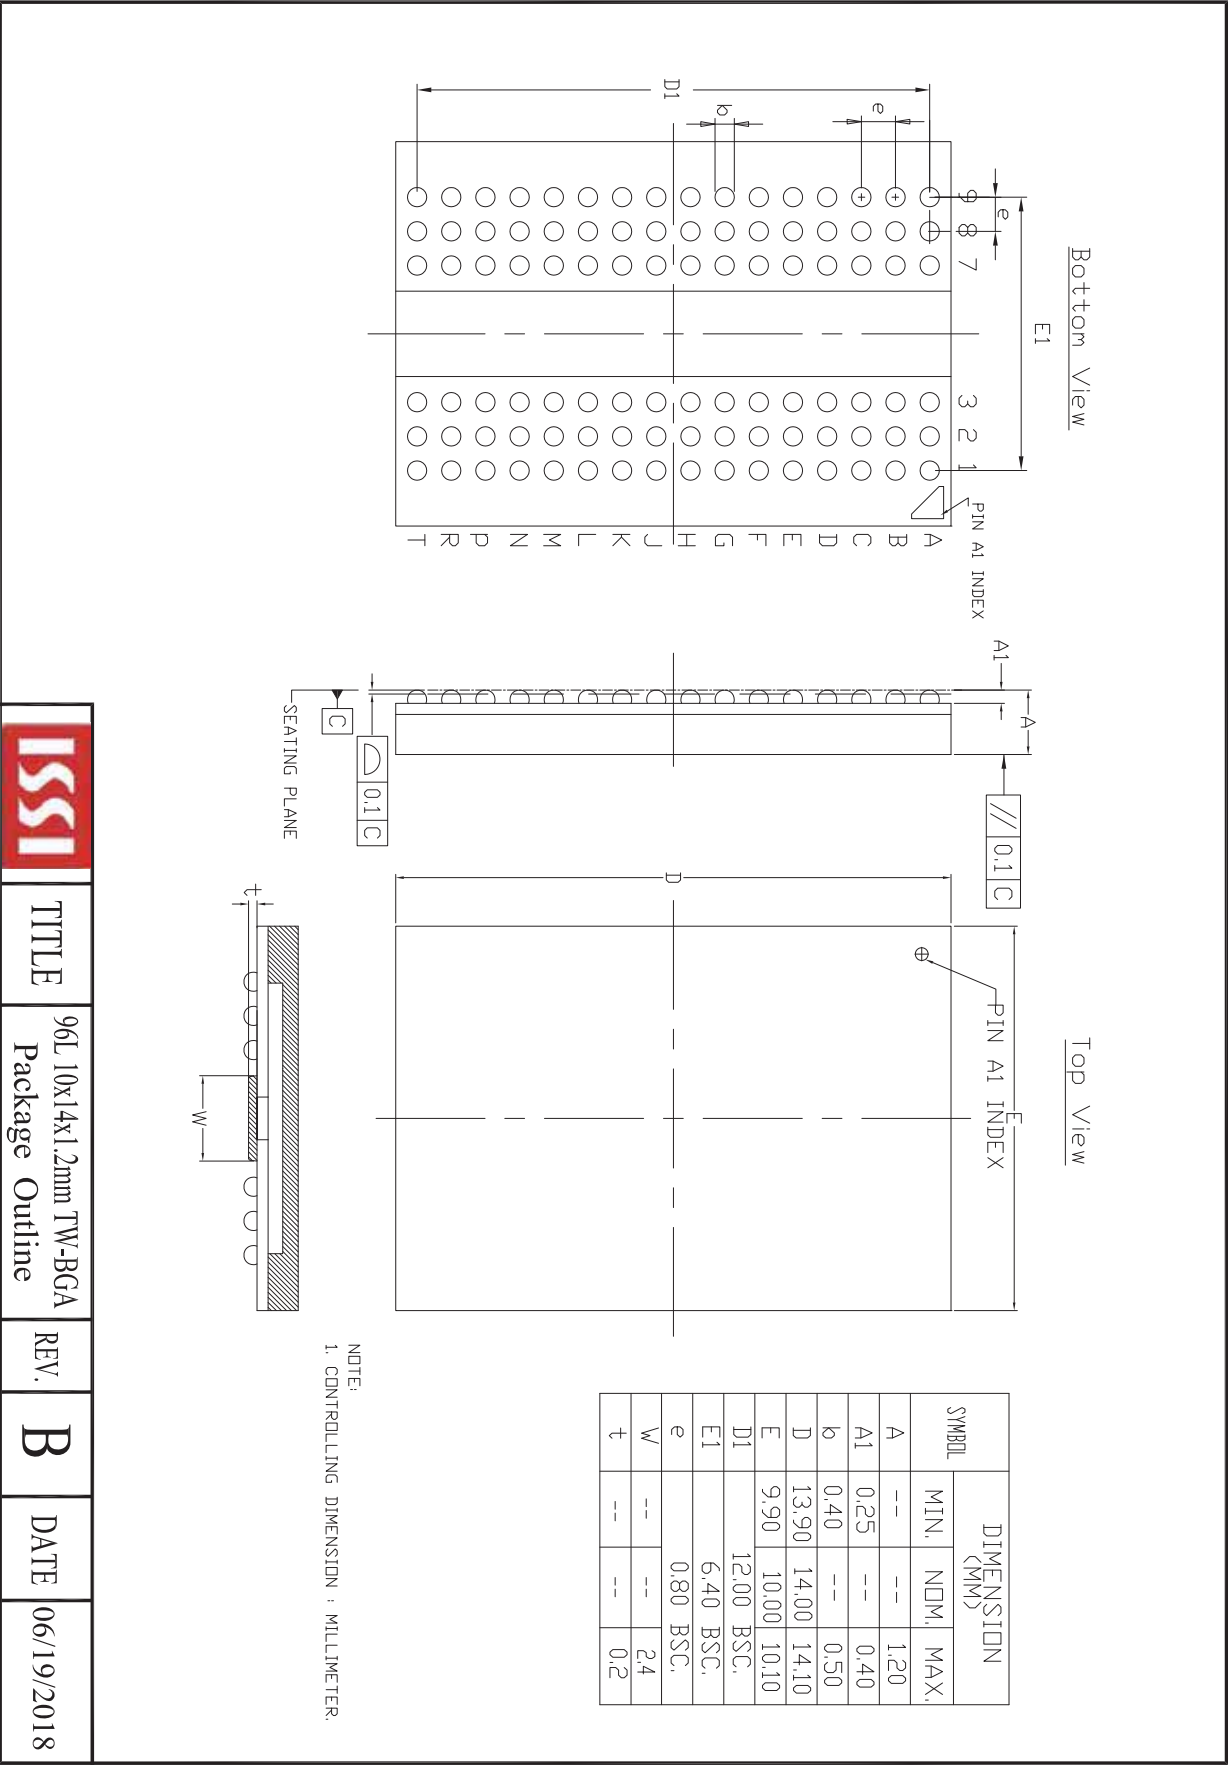 Bottom View
Top View
E1
e
9 8 7 3 2 1
PIN A1 INDEX
D1
e
b
A
B
C
D
E
F
G
H
J
K
L
M
N
P
R
T
A1
A
// 0.1 C
0.1 C
C
SEATING PLANE
D
E
PIN A1 INDEX
t
W
SYMBOL DIMENSION
(MM)
MIN. NOM. MAX.
A -- -- 1.20
A1 0.25 -- 0.40
b 0.40 -- 0.50
D 13.90 14.00 14.10
E 9.90 10.00 10.10
D1 12.00 BSC.
E1 6.40 BSC.
e 0.80 BSC.
W -- -- 2.4
t -- -- 0.2
NOTE:
1. CONTROLLING DIMENSION : MILLIMETER.
ISSI
TITLE
96L 10x14x1.2mm TW-BGA
Package Outline
REV.
B
DATE
06/19/2018